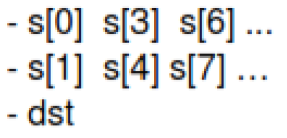 - s[0] s[3] s[6] ...
- s[1] s[4] s[7] ...
- dst